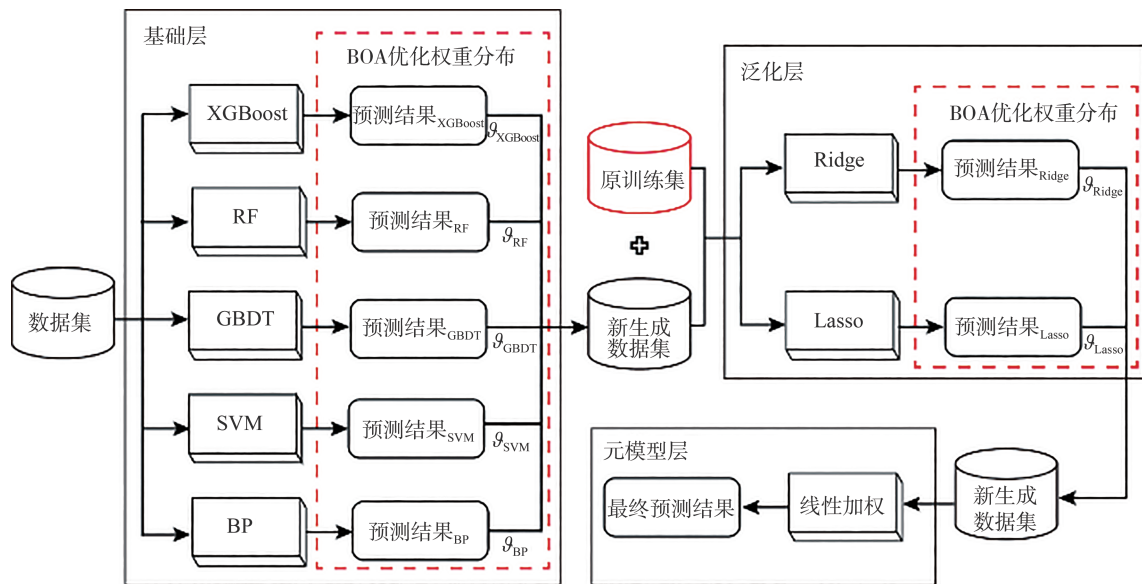 基础层
BOA优化权重分布
XGBoost
预测结果XGBoost
ϑXGBoost
RF
预测结果RF
ϑRF
数据集
GBDT
预测结果GBDT
ϑGBDT
SVM
预测结果SVM
ϑSVM
BP
预测结果BP
ϑBP
原训练集
新生成
数据集
泛化层
BOA优化权重分布
Ridge
预测结果Ridge
ϑRidge
Lasso
预测结果Lasso
ϑLasso
元模型层
最终预测结果
线性加权
新生成
数据集